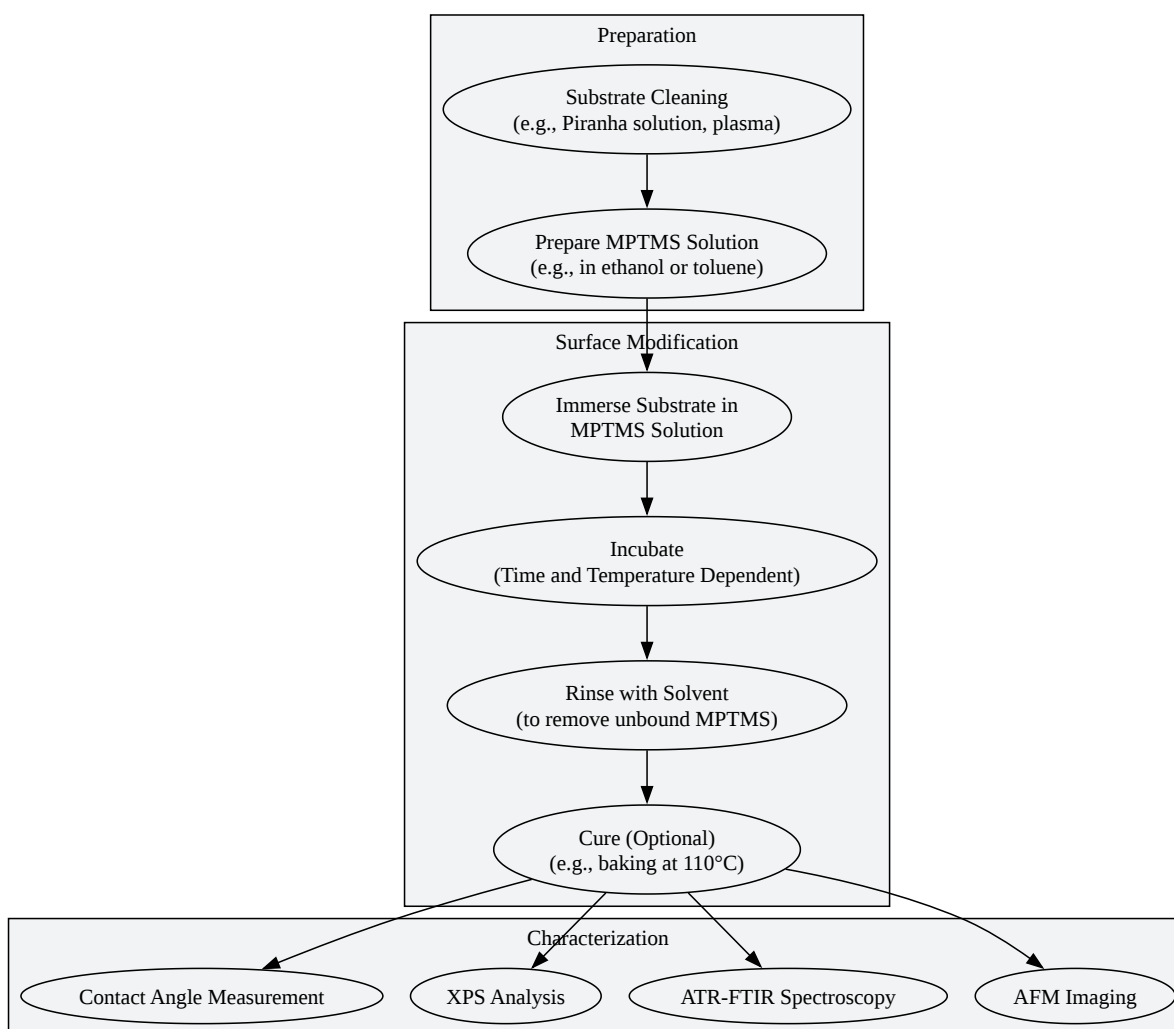 Preparation
Substrate Cleaning
(e.g., Piranha solution, plasma)
Prepare MPTMS Solution
(e.g., in ethanol or toluene)
Surface Modification
Immerse Substrate in
MPTMS Solution
Incubate
(Time and Temperature Dependent)
Rinse with Solvent
(to remove unbound MPTMS)
Cure (Optional)
(e.g., baking at 110°C)
Characterization
Contact Angle Measurement
XPS Analysis
ATR-FTIR Spectroscopy
AFM Imaging